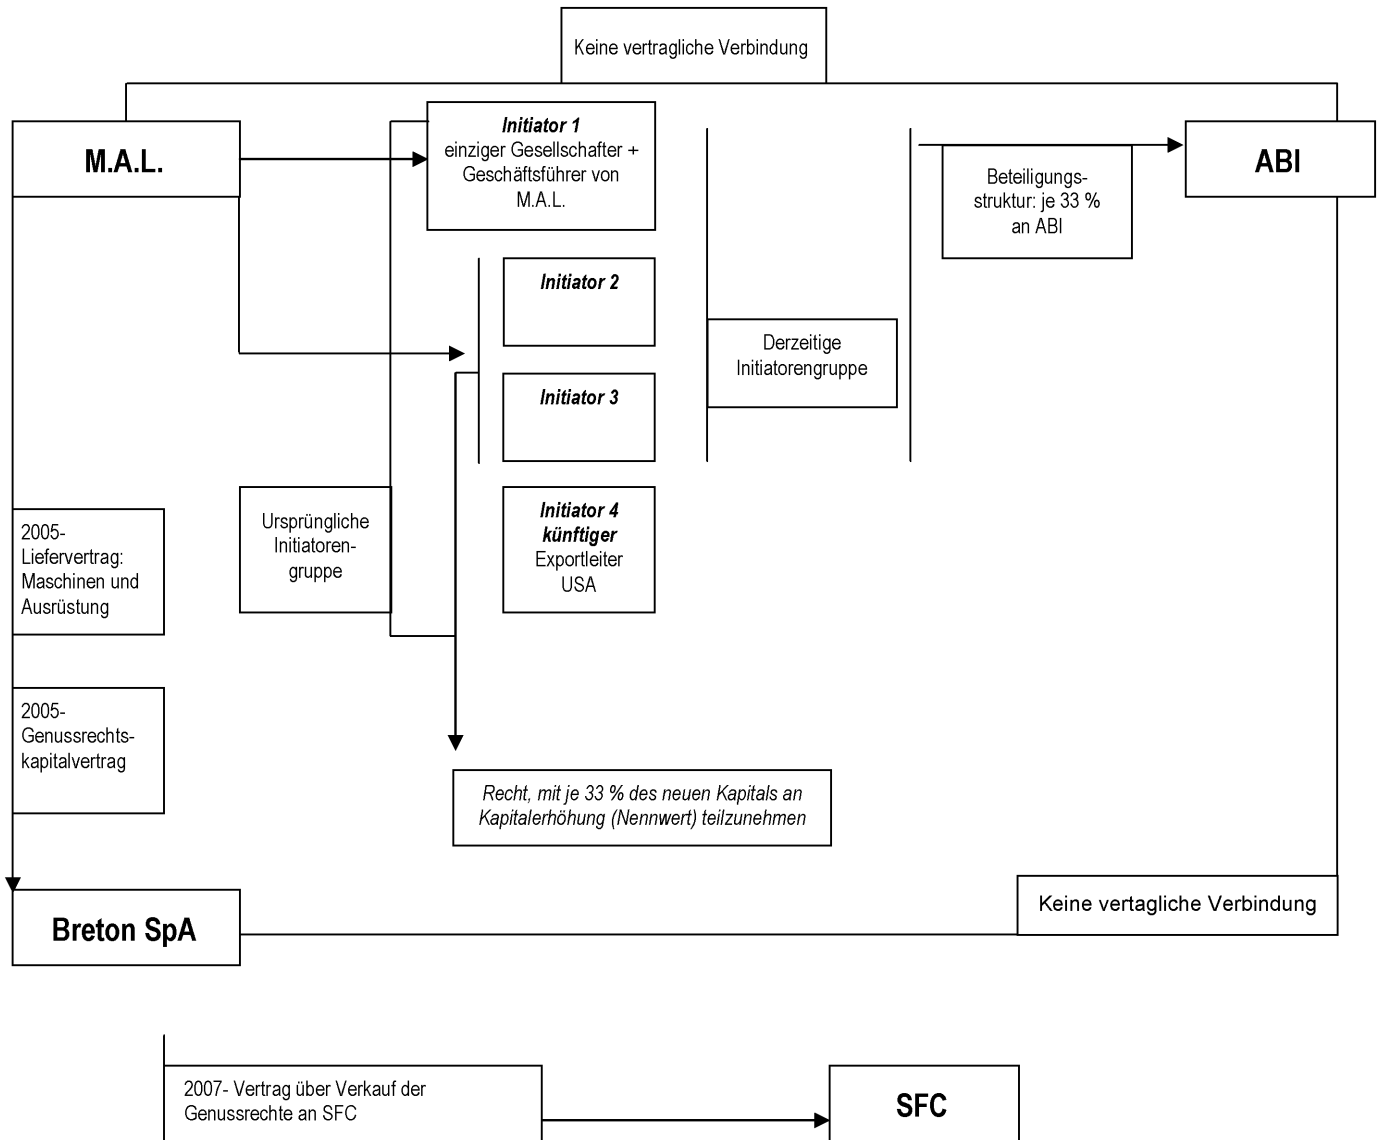 Keine vertragliche Verbindung
M.A.L.
Initiator 1
einziger Gesellschafter +
Geschäftsführer von
M.A.L.
Beteiligungs-
struktur: je 33 %
an ABI
ABI
Initiator 2
Derzeitige
Initiatorengruppe
Initiator 3
Ursprüngliche
Initiatoren-
gruppe
Initiator 4
künftiger
Exportleiter
USA
2005-
Liefervertrag:
Maschinen und
Ausrüstung
2005-
Genussrechts-
kapitalvertrag
Recht, mit je 33 % des neuen Kapitals an
Kapitalerhöhung (Nennwert) teilzunehmen
Breton SpA
Keine vertagliche Verbindung
2007- Vertrag über Verkauf der
Genussrechte an SFC
SFC